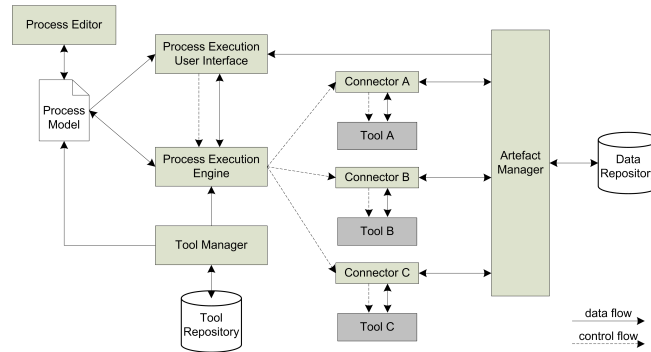 Process Editor
Process
Model
Process Execution
User Interface
Process Execution
Engine
Tool Manager
Tool
Repository
Connector A
Tool A
Connector B
Tool B
Connector C
Tool C
Artefact
Manager
Data
Repository
data flow
control flow